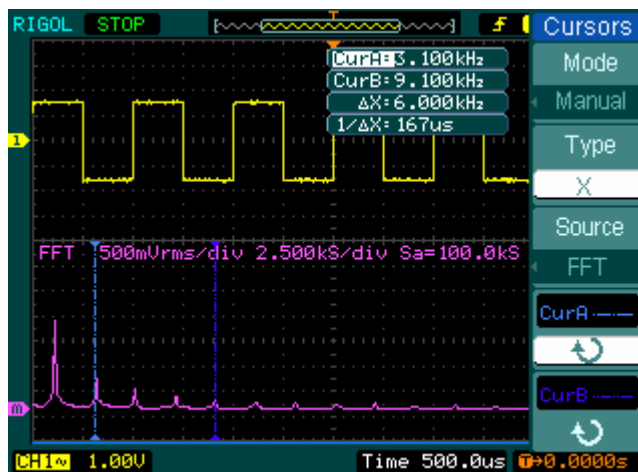 RIGOL STOP
CurA: 3.100kHz
CurB: 9.100kHz
ΔX: 6.000kHz
1/ΔX: 167us
1
FFT 500mVrms/div 2.500kS/div Sa=100.0kS
M
CH1~ 1.00V Time 500.0us T→0.0000s
Cursors
Mode
Manual
Type
X
Source
FFT
CurA
CurB